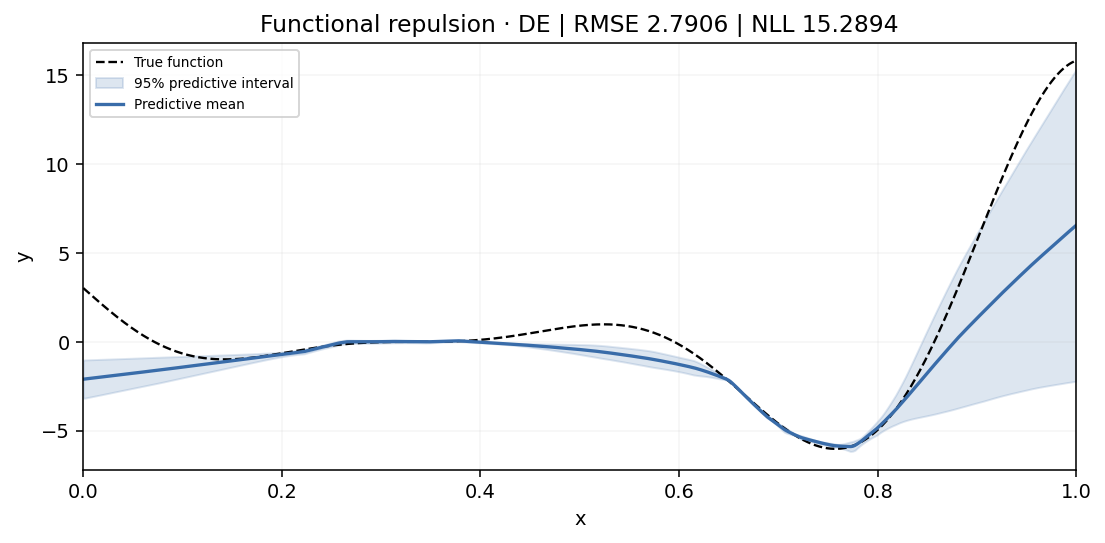 Functional repulsion · DE | RMSE 2.7906 | NLL 15.2894
True function
95% predictive interval
Predictive mean
15
10
5
0
−5
y
0.0 0.2 0.4 0.6 0.8 1.0
x